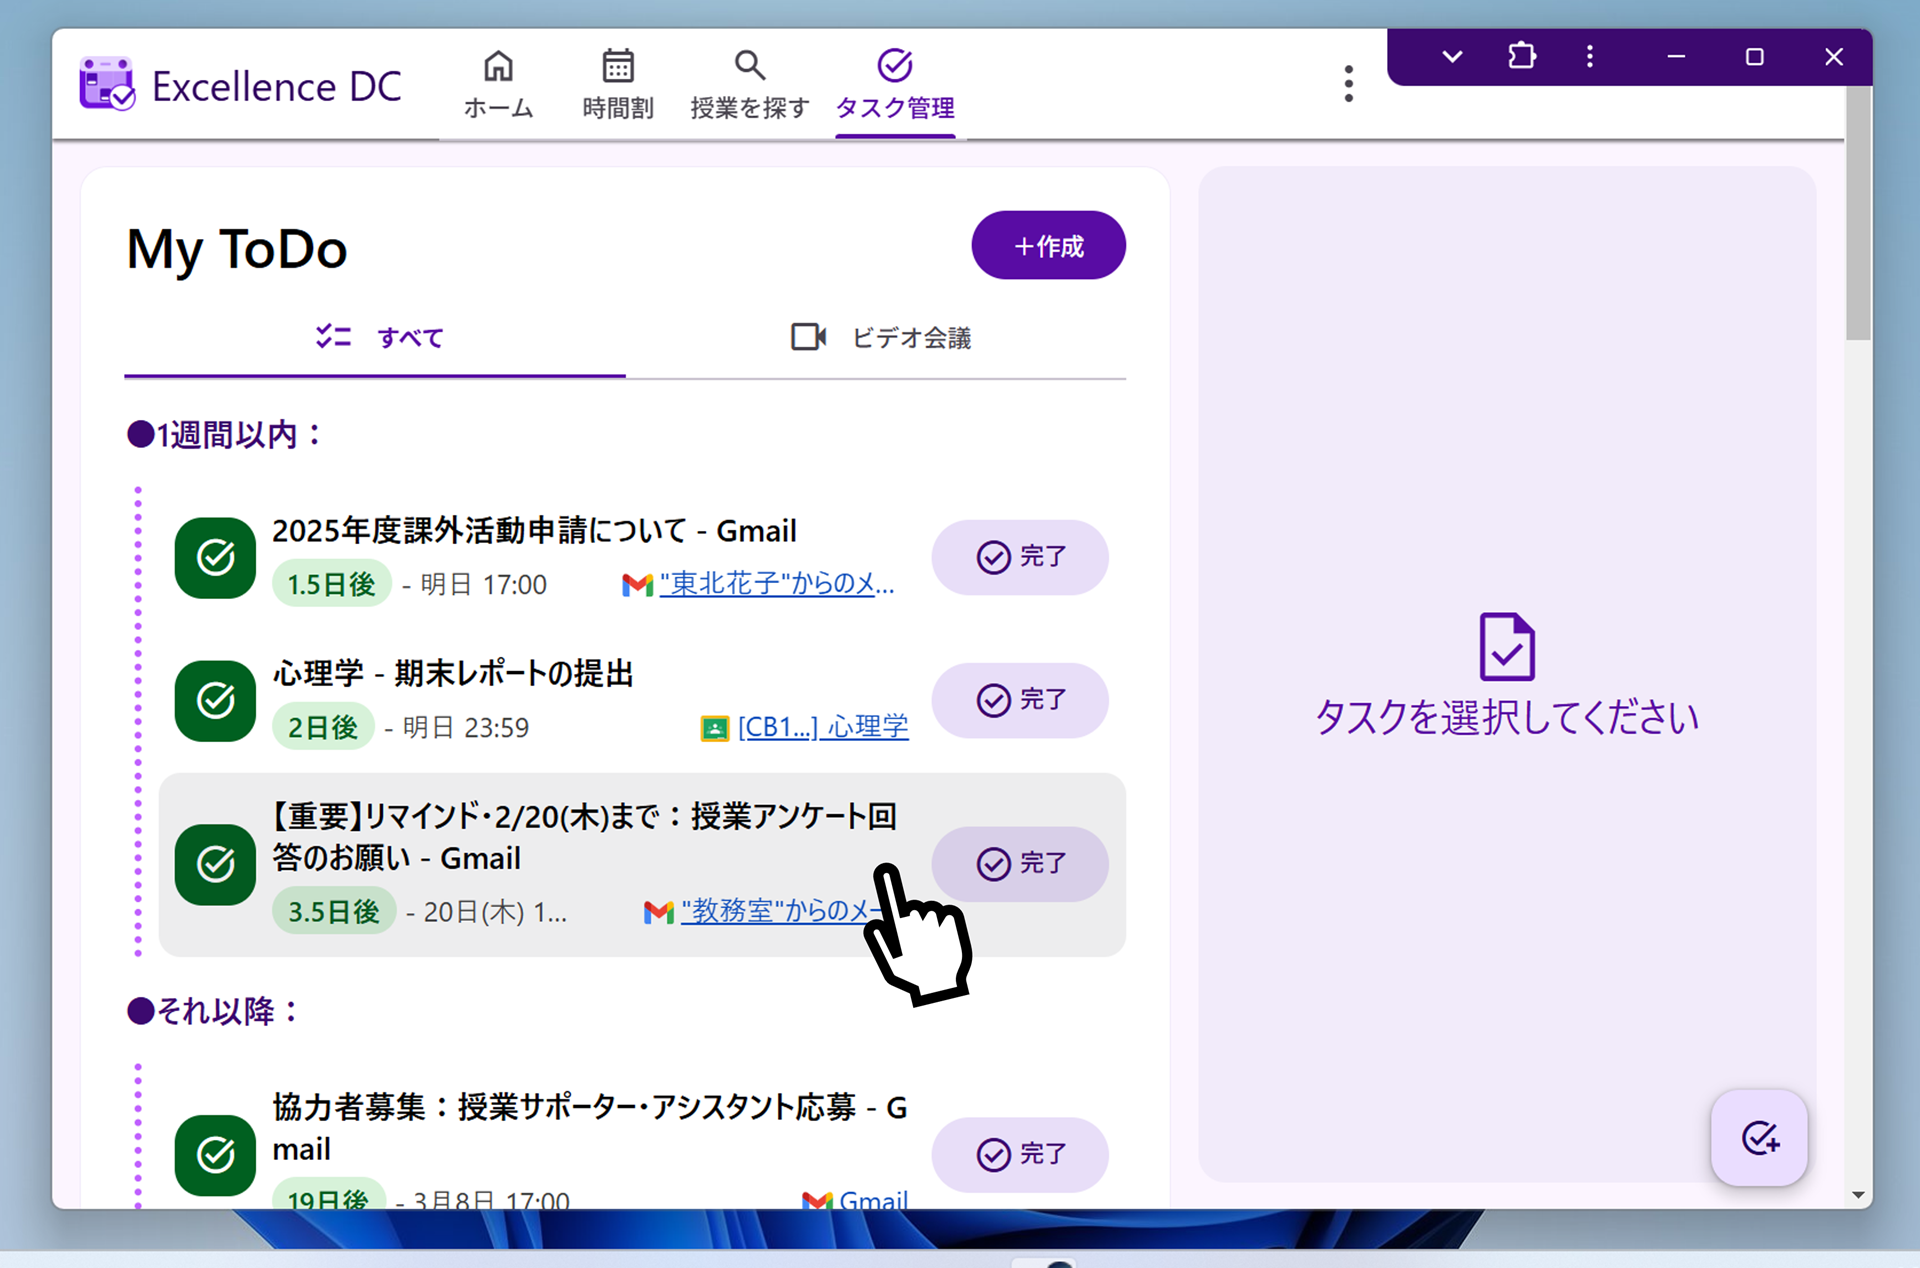 Excellence DC
ホーム
時間割
授業を探す
タスク管理
My ToDo
＋作成
すべて
ビデオ会議
●1週間以内：
2025年度課外活動申請について - Gmail
1.5日後 - 明日 17:00
"東北花子"からのメ...
完了
心理学 - 期末レポートの提出
2日後 - 明日 23:59
[CB1...] 心理学
完了
【重要】リマインド・2/20(木)まで：授業アンケート回
答のお願い - Gmail
3.5日後 - 20日(木) 1...
"教務室"からのメー
完了
●それ以降：
協力者募集：授業サポーター・アシスタント応募 - G
mail
19日後 - 3月8日 17:00
Gmail
完了
タスクを選択してください